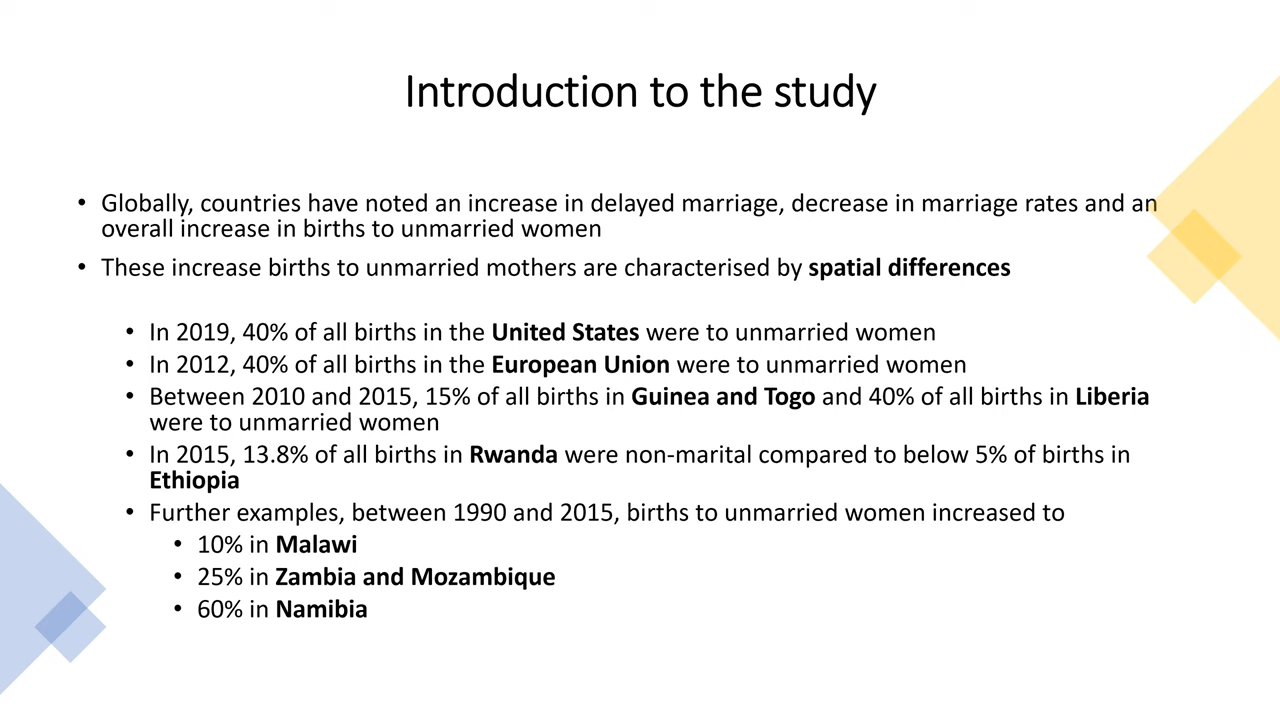 Introduction to the study
• Globally, countries have noted an increase in delayed marriage, decrease in marriage rates and an
overall increase in births to unmarried women
• These increase births to unmarried mothers are characterised by spatial differences
• In 2019, 40% of all births in the United States were to unmarried women
• In 2012, 40% of all births in the European Union were to unmarried women
• Between 2010 and 2015, 15% of all births in Guinea and Togo and 40% of all births in Liberia
were to unmarried women
• In 2015, 13.8% of all births in Rwanda were non-marital compared to below 5% of births in
Ethiopia
• Further examples, between 1990 and 2015, births to unmarried women increased to
• 10% in Malawi
• 25% in Zambia and Mozambique
• 60% in Namibia